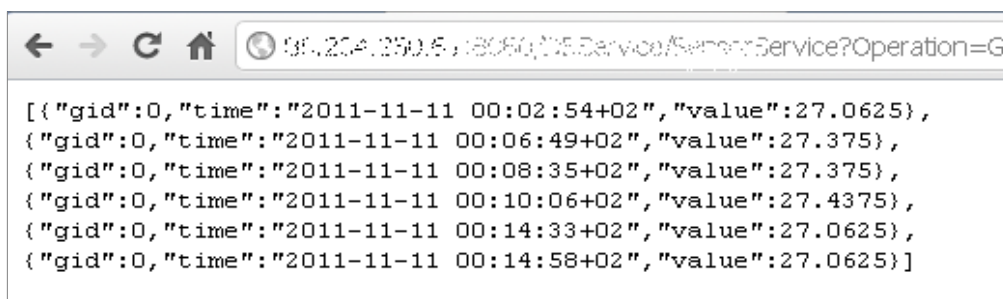 Service?Operation=G
[{"gid":0,"time":"2011-11-11 00:02:54+02","value":27.0625},
{"gid":0,"time":"2011-11-11 00:06:49+02","value":27.375},
{"gid":0,"time":"2011-11-11 00:08:35+02","value":27.375},
{"gid":0,"time":"2011-11-11 00:10:06+02","value":27.4375},
{"gid":0,"time":"2011-11-11 00:14:33+02","value":27.0625},
{"gid":0,"time":"2011-11-11 00:14:58+02","value":27.0625}]